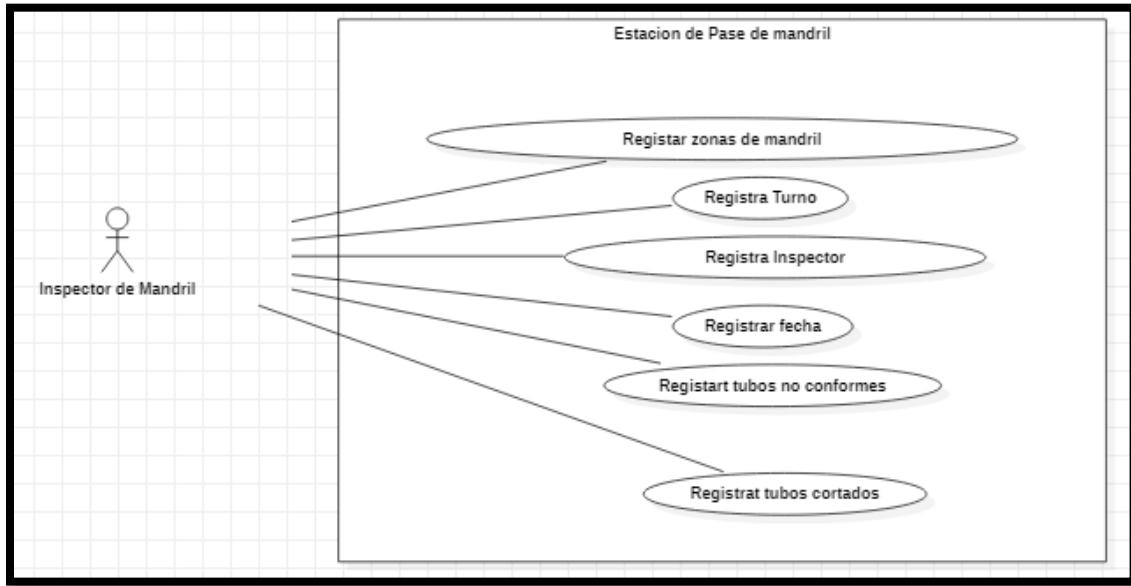 Estacion de Pase de mandril
Registar zonas de mandril
Registra Turno
Registra Inspector
Inspector de Mandril
Registrar fecha
Registart tubos no conformes
Registrat tubos cortados